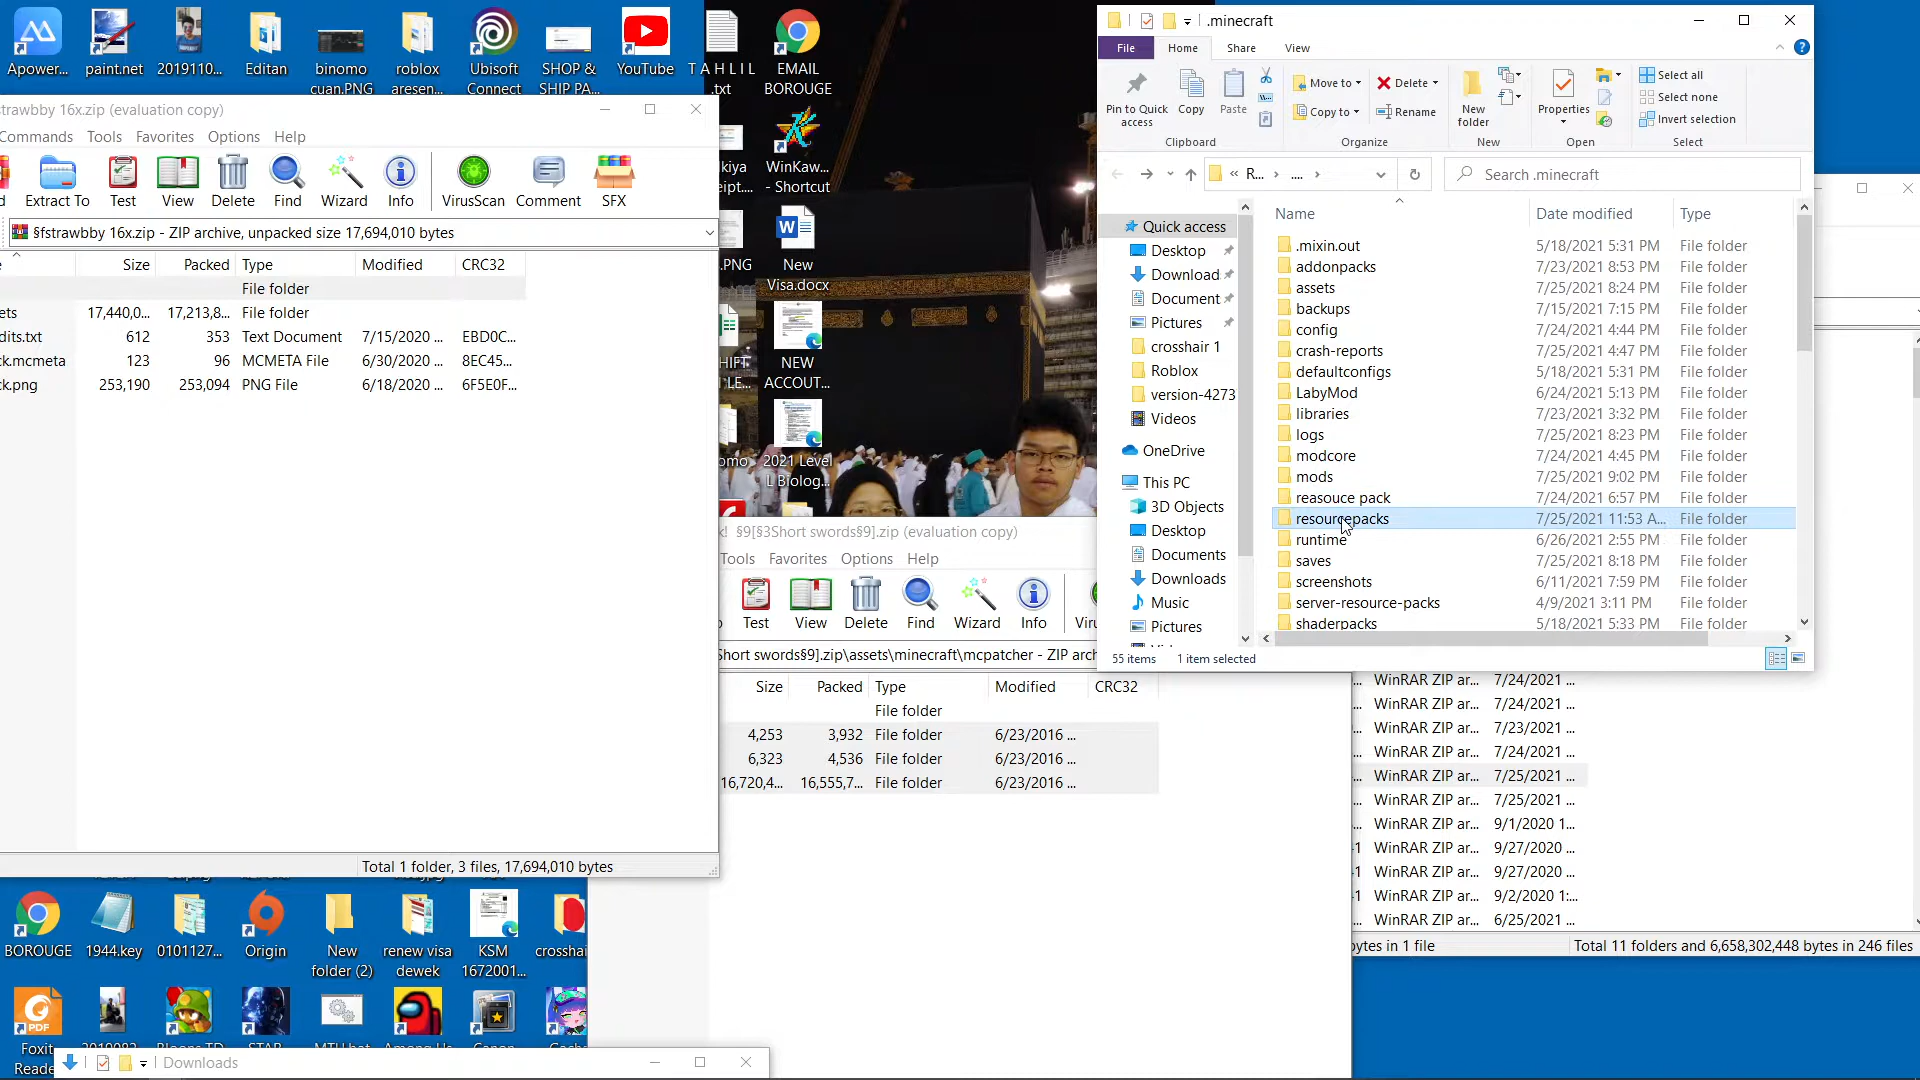 Apower...
paint.net
2019110...
Editan
binomo
cuan.PNG
roblox
aresen...
Ubisoft
Connect
SHOP &
SHIP PA...
YouTube
T A H L I L
.txt
EMAIL
BOROUGE
WinKaw...
- Shortcut
New
Visa.docx
NEW
ACCOUT...
2021 Level
L Biolog...
strawbby 16x.zip (evaluation copy)
Commands Tools Favorites Options Help
Extract To Test View Delete Find Wizard Info VirusScan Comment SFX
§fstrawbby 16x.zip - ZIP archive, unpacked size 17,694,010 bytes
Size Packed Type Modified CRC32
File folder
ets 17,440,0... 17,213,8... File folder
dits.txt 612 353 Text Document 7/15/2020 ... EBD0C...
ck.mcmeta 123 96 MCMETA File 6/30/2020 ... 8EC45...
ck.png 253,190 253,094 PNG File 6/18/2020 ... 6F5E0F...
Total 1 folder, 3 files, 17,694,010 bytes
k! §9[§3Short swords§9].zip (evaluation copy)
Tools Favorites Options Help
Test View Delete Find Wizard Info Viru
Short swords§9].zip\assets\minecraft\mcpatcher - ZIP arch
Size Packed Type Modified CRC32
File folder
4,253 3,932 File folder 6/23/2016 ...
6,323 4,536 File folder 6/23/2016 ...
16,720,4... 16,555,7... File folder 6/23/2016 ...
.minecraft
File Home Share View
Pin to Quick
access
Copy
Paste
Move to
Copy to
Delete
Rename
New
folder
Properties
Select all
Select none
Invert selection
Clipboard Organize New Open Select
« R... › .... ›
Search .minecraft
Quick access
Desktop
Download
Document
Pictures
crosshair 1
Roblox
version-4273
Videos
OneDrive
This PC
3D Objects
Desktop
Documents
Downloads
Music
Pictures
Name Date modified Type
.mixin.out 5/18/2021 5:31 PM File folder
addonpacks 7/23/2021 8:53 PM File folder
assets 7/25/2021 8:24 PM File folder
backups 7/15/2021 7:15 PM File folder
config 7/24/2021 4:44 PM File folder
crash-reports 7/25/2021 4:47 PM File folder
defaultconfigs 5/18/2021 5:31 PM File folder
LabyMod 6/24/2021 5:13 PM File folder
libraries 7/23/2021 3:32 PM File folder
logs 7/25/2021 8:23 PM File folder
modcore 7/24/2021 4:45 PM File folder
mods 7/25/2021 9:02 PM File folder
reasouce pack 7/24/2021 6:57 PM File folder
resourcepacks 7/25/2021 11:53 A... File folder
runtime 6/26/2021 2:55 PM File folder
saves 7/25/2021 8:18 PM File folder
screenshots 6/11/2021 7:59 PM File folder
server-resource-packs 4/9/2021 3:11 PM File folder
shaderpacks 5/18/2021 5:33 PM File folder
55 items 1 item selected
WinRAR ZIP ar... 7/24/2021 ...
WinRAR ZIP ar... 7/24/2021 ...
WinRAR ZIP ar... 7/23/2021 ...
WinRAR ZIP ar... 7/24/2021 ...
WinRAR ZIP ar... 7/25/2021 ...
WinRAR ZIP ar... 7/25/2021 ...
WinRAR ZIP ar... 9/1/2020 1...
WinRAR ZIP ar... 9/27/2020 ...
WinRAR ZIP ar... 9/27/2020 ...
WinRAR ZIP ar... 9/2/2020 1:...
WinRAR ZIP ar... 6/25/2021 ...
bytes in 1 file
Total 11 folders and 6,658,302,448 bytes in 246 files
BOROUGE
1944.key
0101127...
Origin
New
folder (2)
renew visa
dewek
KSM
1672001...
crosshai
Foxit
Reade
Downloads